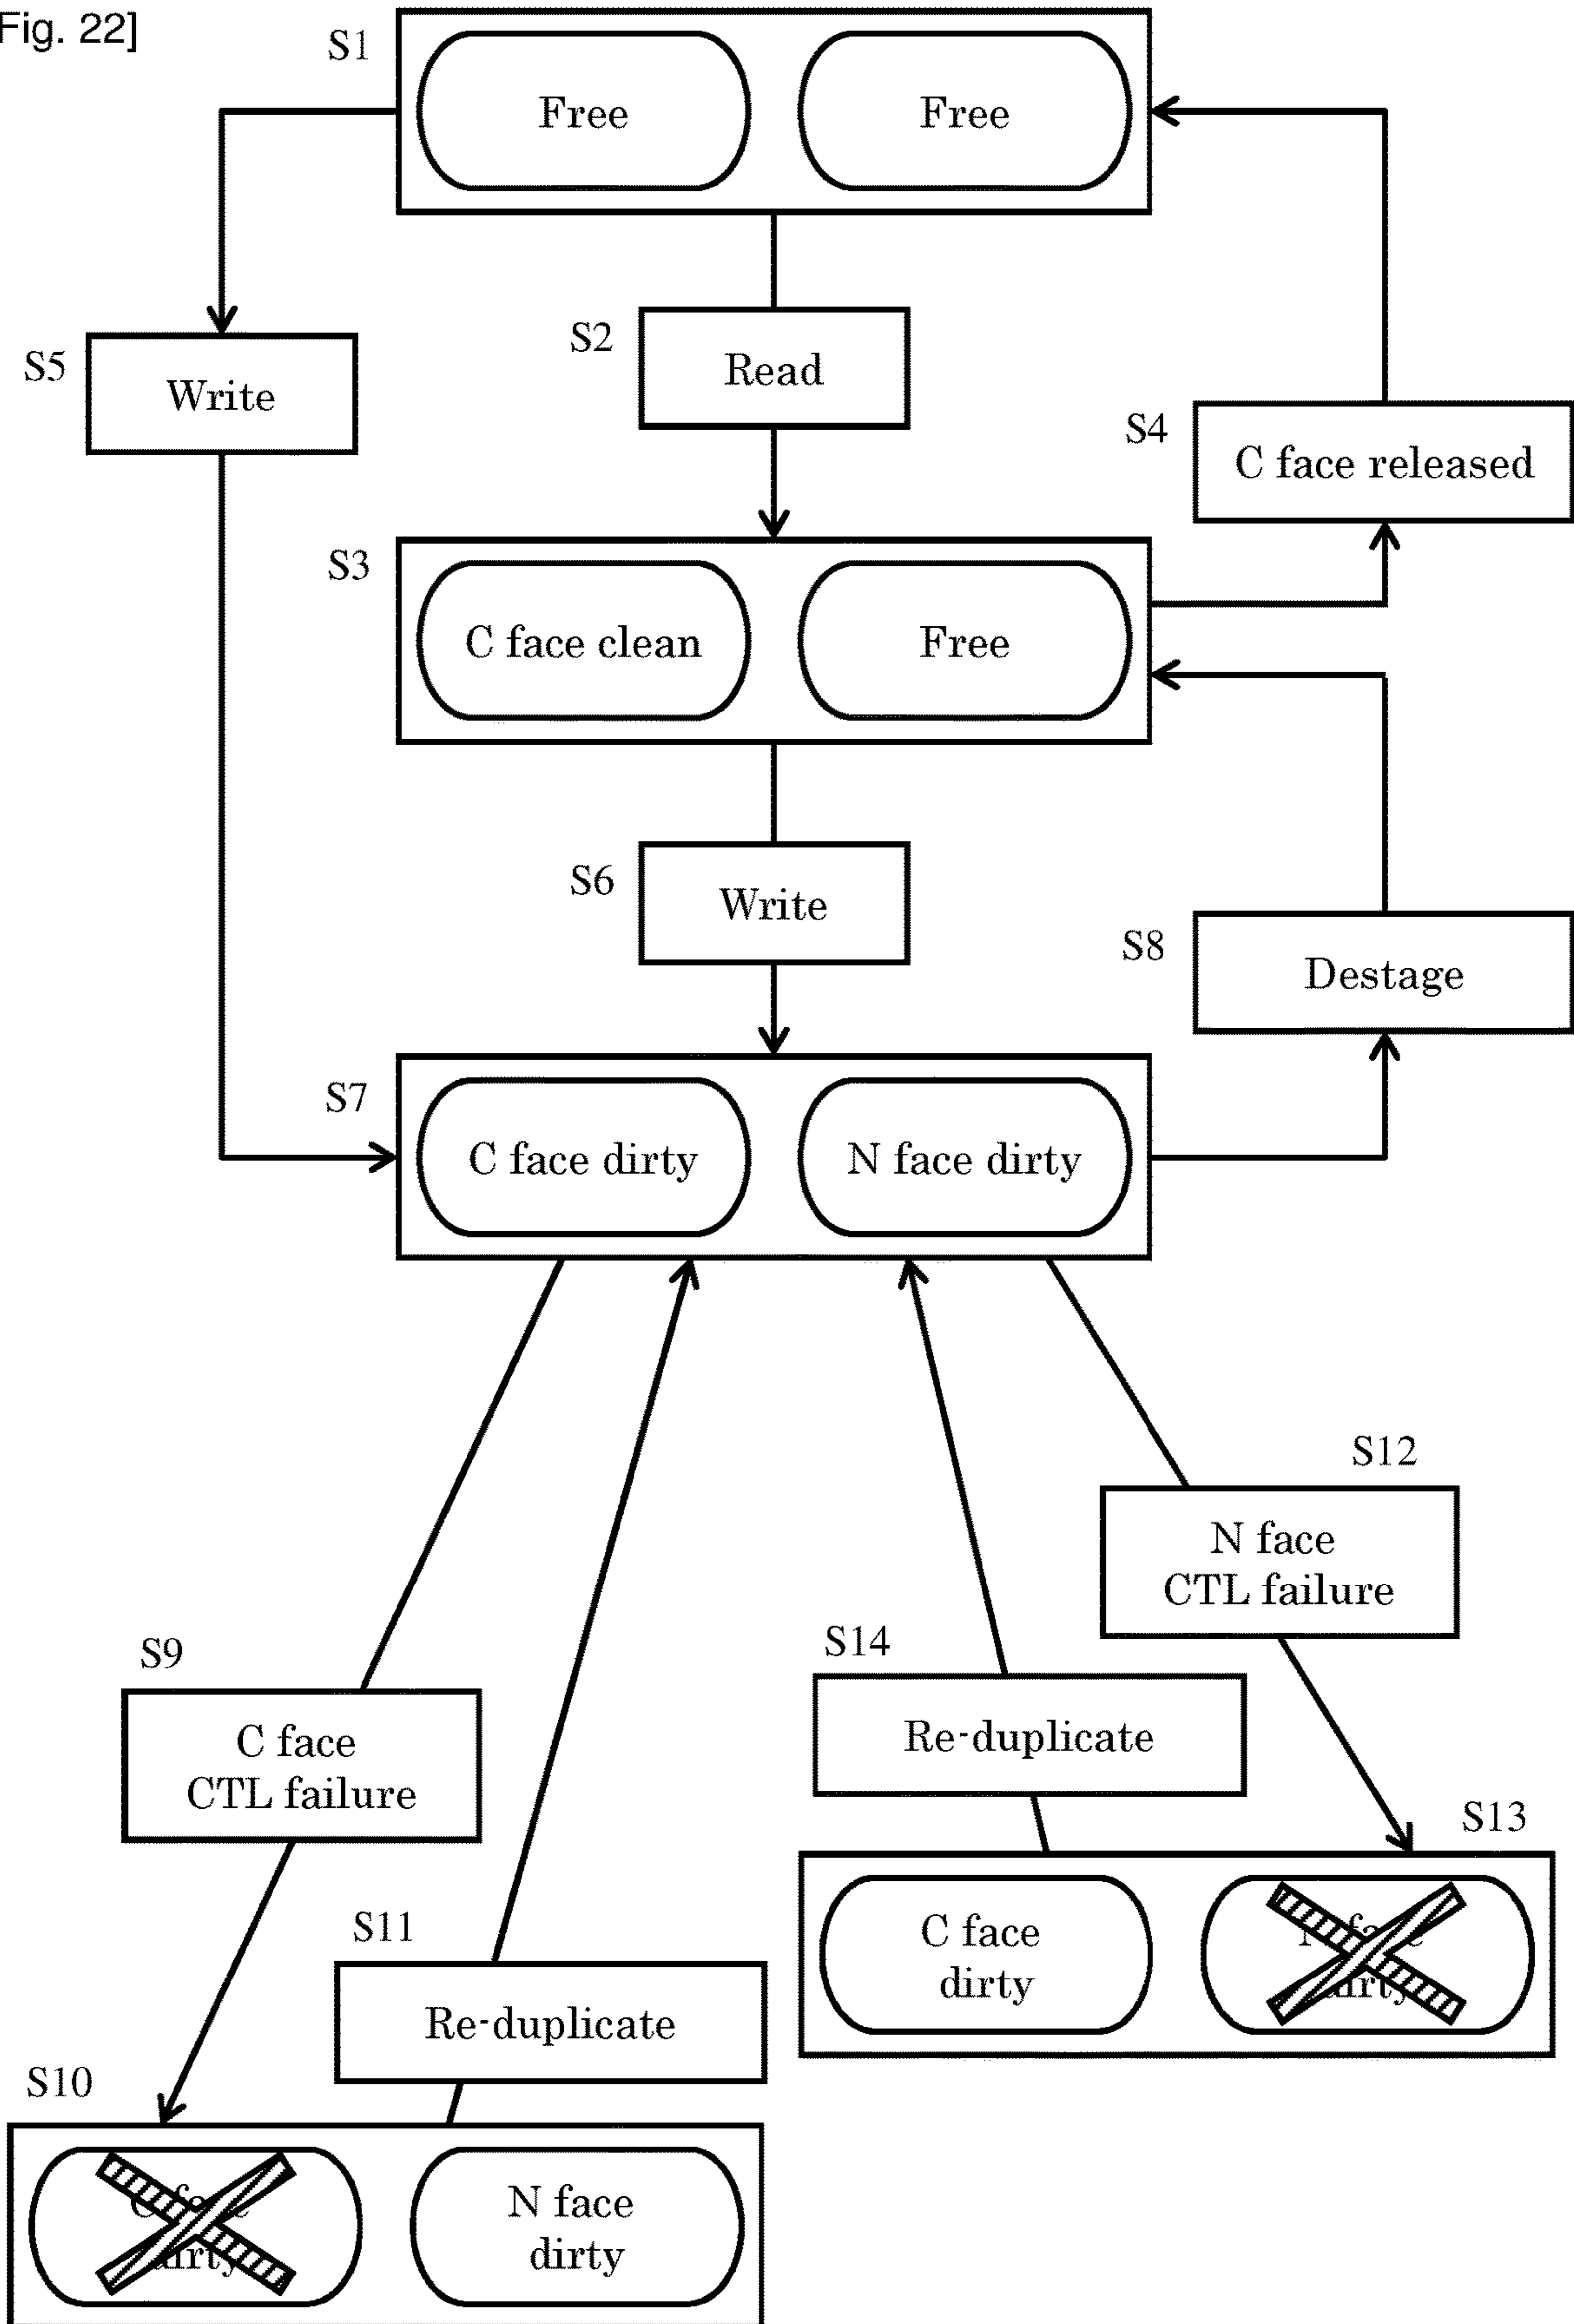 Fig. 22]
S1
Free
Free
S2
Read
S5
Write
S4
C face released
S3
C face clean
Free
S6
Write
S8
Destage
S7
C face dirty
N face dirty
S12
N face
CTL failure
S14
Re-duplicate
S9
C face
CTL failure
S13
C face
dirty
dirty
S11
Re-duplicate
S10
N face
dirty
dirty